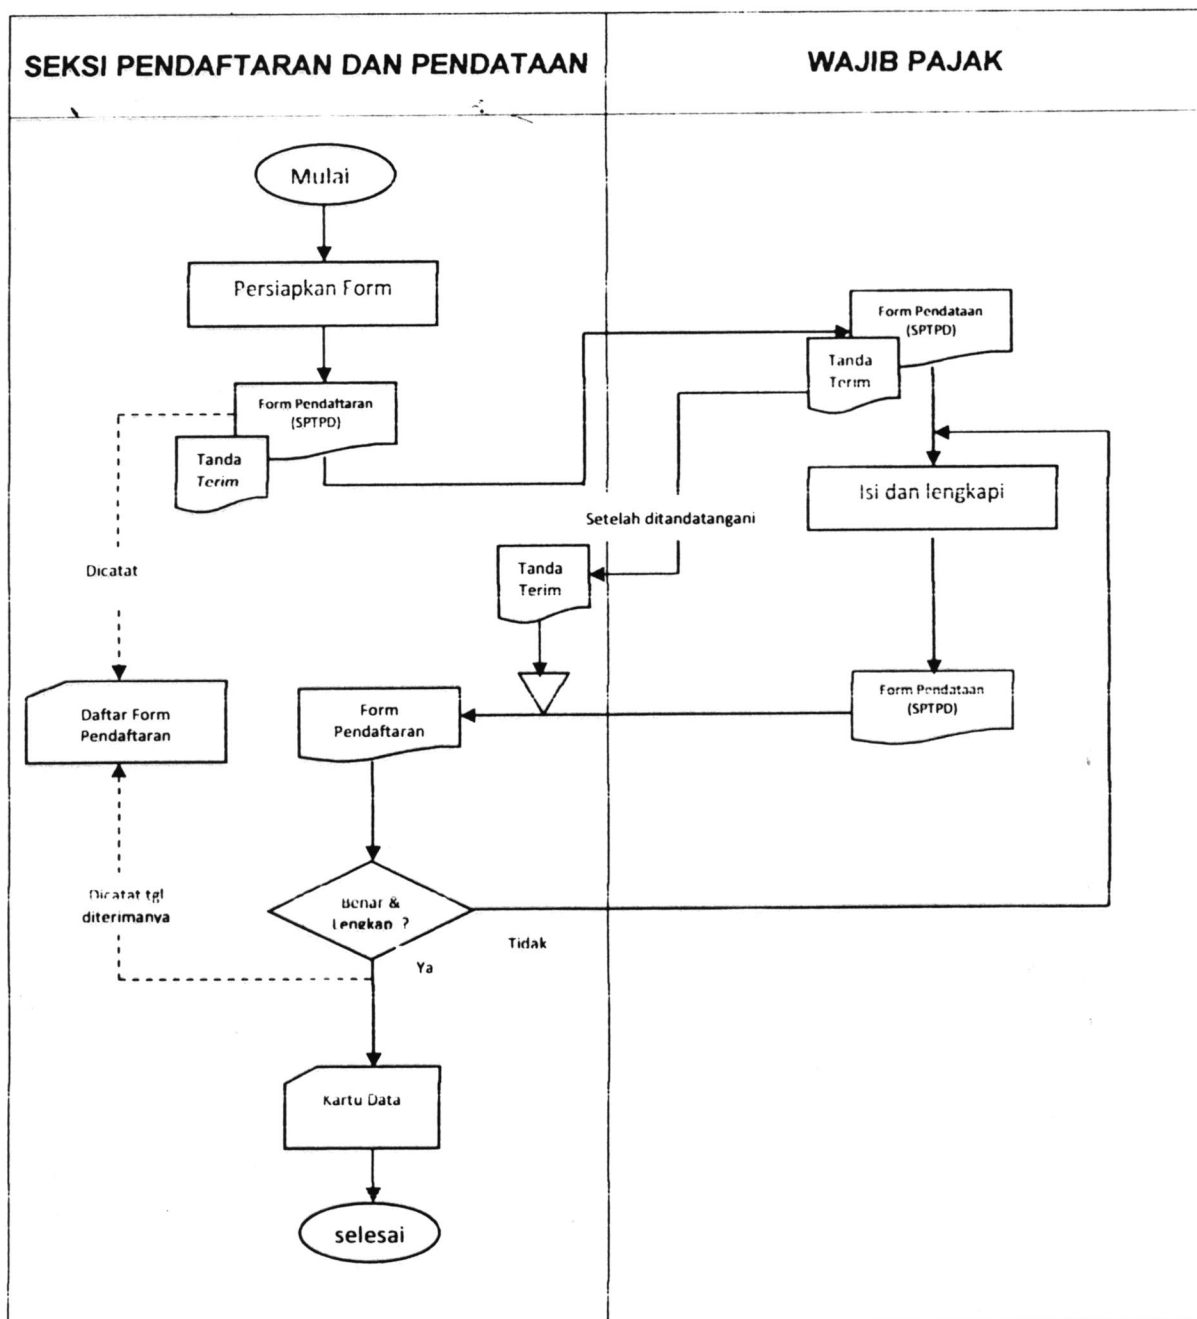 SEKSI PENDAFTARAN DAN PENDATAAN
WAJIB PAJAK
Mulai
Persiapkan Form
Form Pendaftaran
(SPTPD)
Tanda
Terim
Form Pendataan
(SPTPD)
Tanda
Terim
Isi dan lengkapi
Setelah ditandatangani
Tanda
Terim
Dicatat
Daftar Form
Pendaftaran
Form
Pendaftaran
Form Pendataan
(SPTPD)
Dicatat tgl
diterimanya
Benar &
Lengkap ?
Tidak
Ya
Kartu Data
selesai